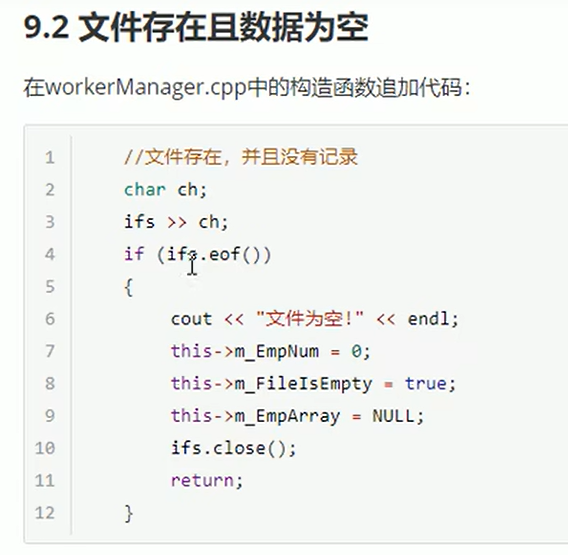 9.2 文件存在且数据为空
在workerManager.cpp中的构造函数追加代码：
1 //文件存在，并且没有记录
2 char ch;
3 ifs >> ch;
4 if (ifs.eof())
5 {
6 cout << "文件为空!" << endl;
7 this->m_EmpNum = 0;
8 this->m_FileIsEmpty = true;
9 this->m_EmpArray = NULL;
10 ifs.close();
11 return;
12 }